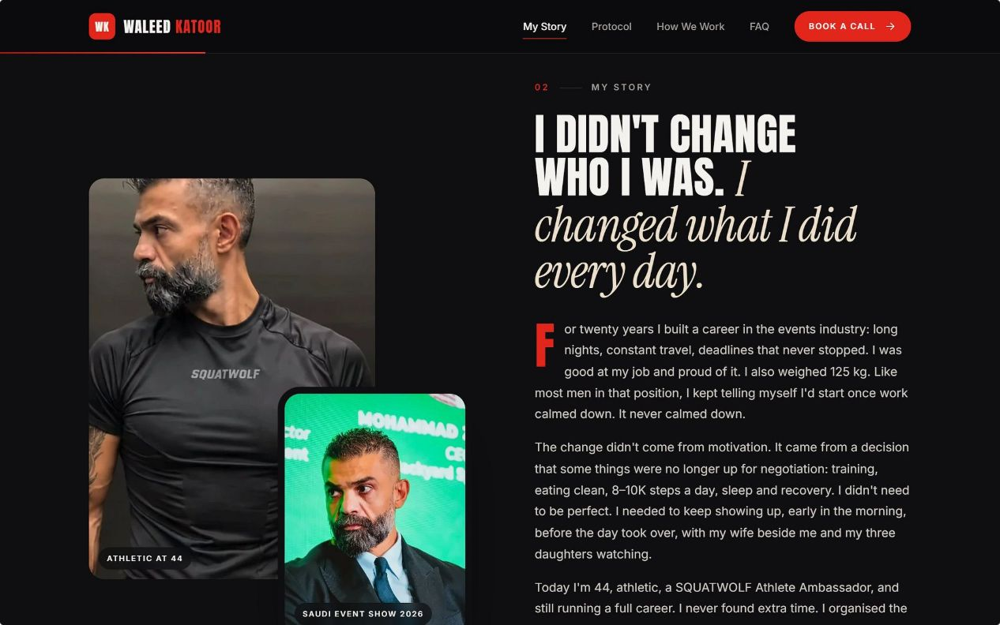 WK WALEED KATOOR
My Story Protocol How We Work FAQ BOOK A CALL →
02 MY STORY
I DIDN'T CHANGE
WHO I WAS. I
changed what I did
every day.
For twenty years I built a career in the events industry: long
nights, constant travel, deadlines that never stopped. I was
good at my job and proud of it. I also weighed 125 kg. Like
most men in that position, I kept telling myself I'd start once work
calmed down. It never calmed down.
The change didn't come from motivation. It came from a decision
that some things were no longer up for negotiation: training,
eating clean, 8–10K steps a day, sleep and recovery. I didn't need
to be perfect. I needed to keep showing up, early in the morning,
before the day took over, with my wife beside me and my three
daughters watching.
Today I'm 44, athletic, a SQUATWOLF Athlete Ambassador, and
still running a full career. I never found extra time. I organised the
SQUATWOLF
ATHLETIC AT 44
MOHAMMAD
SAUDI EVENT SHOW 2026